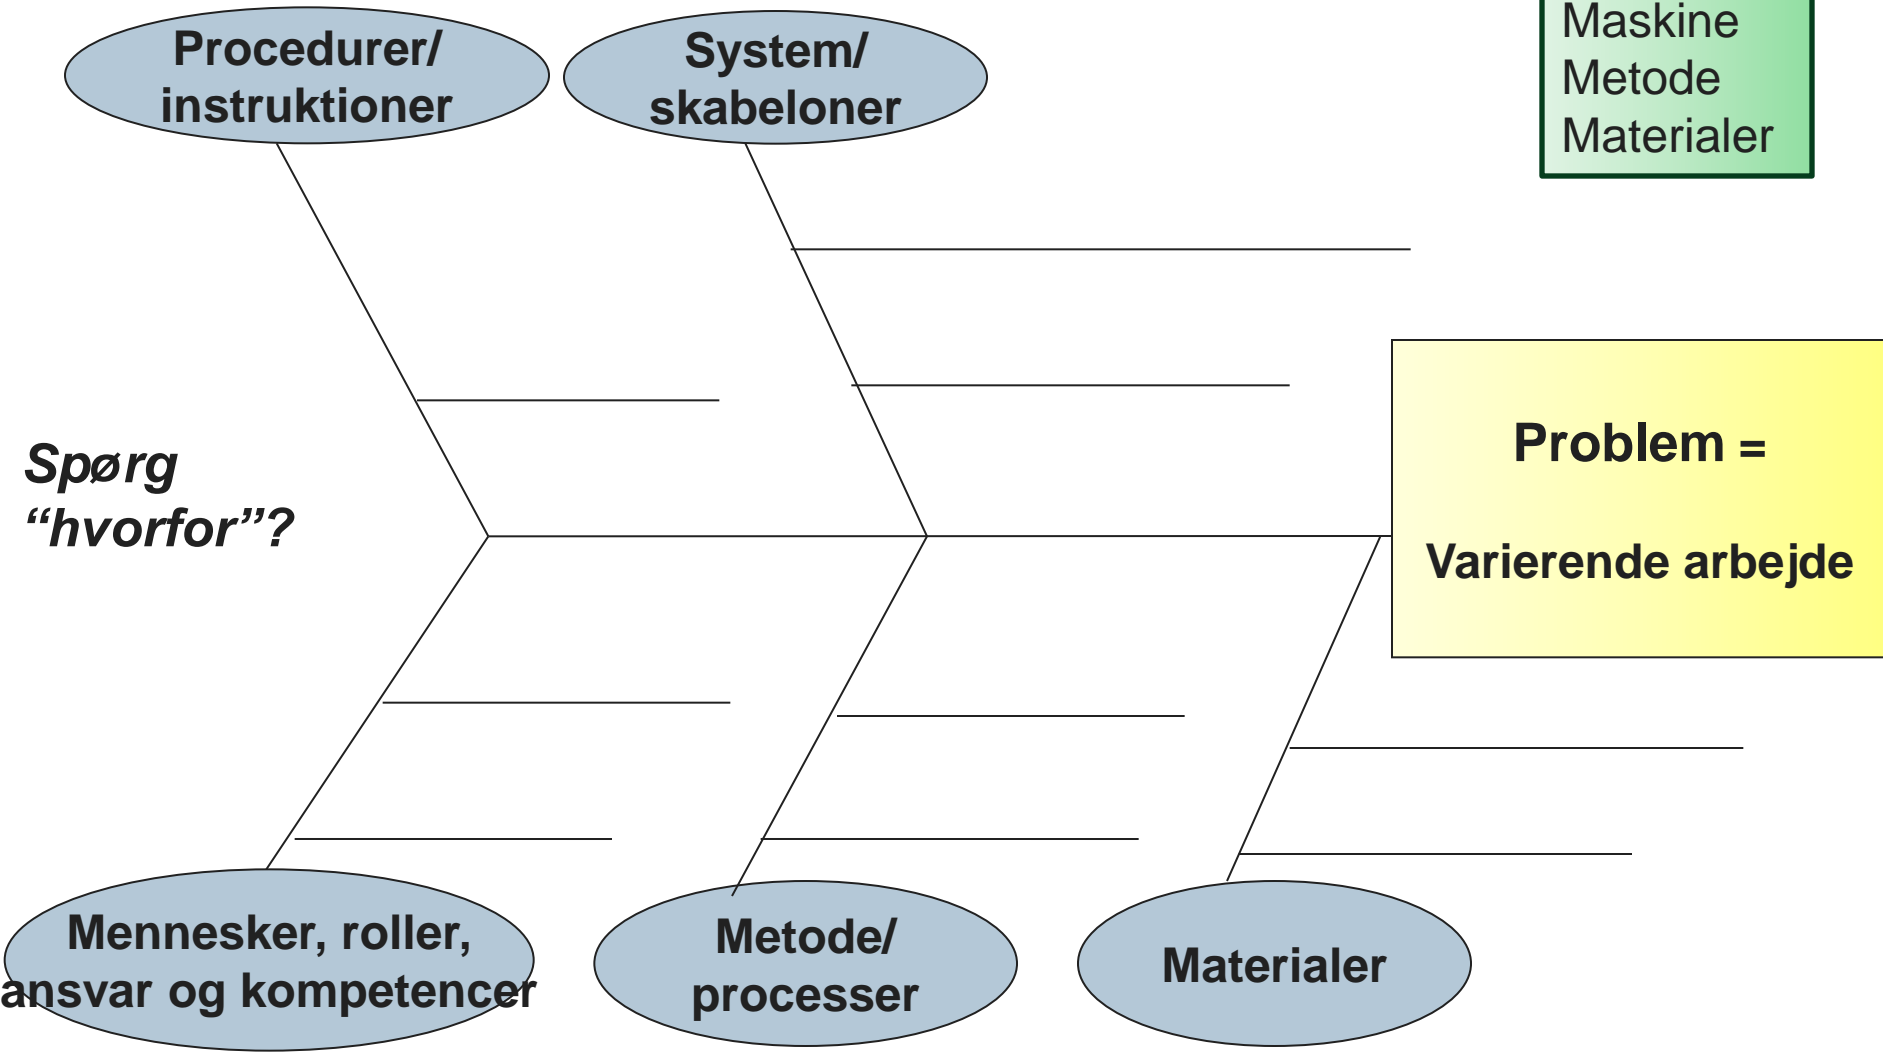 Procedurer/
instruktioner
System/
skabeloner
Maskine
Metode
Materialer
Spørg
“hvorfor”?
Problem =
Varierende arbejde
Mennesker, roller,
ansvar og kompetencer
Metode/
processer
Materialer